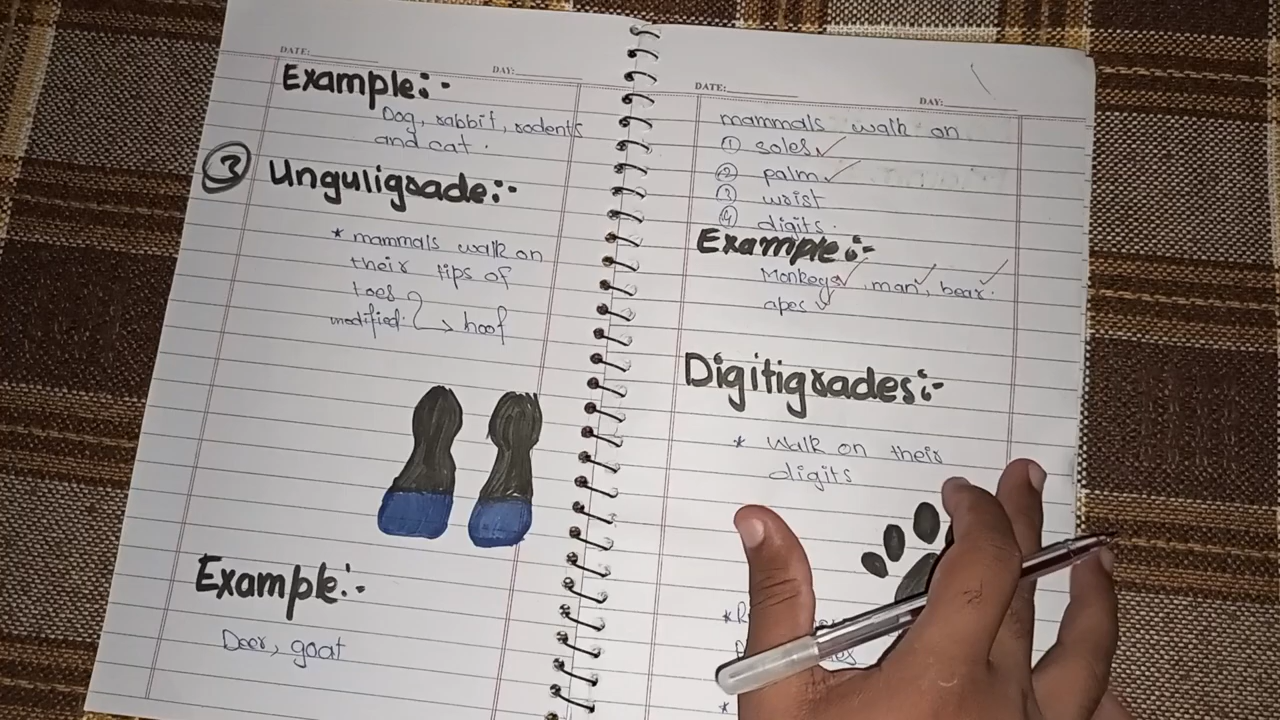 DATE:
DAY:
Example:-
Dog, rabbit, rodents
and cat.
③ Unguligrade:-
* mammals walk on
their tips of
toes
modified. → hoof
Example:-
Deer, goat
DATE:
DAY:
mammals walk on
① soles ✓
② palm ✓
③ wrist
④ digits.
Example:-
Monkey ✓, man ✓, bear. ✓
apes ✓
Digitigrades:-
* Walk on their
digits
*
*